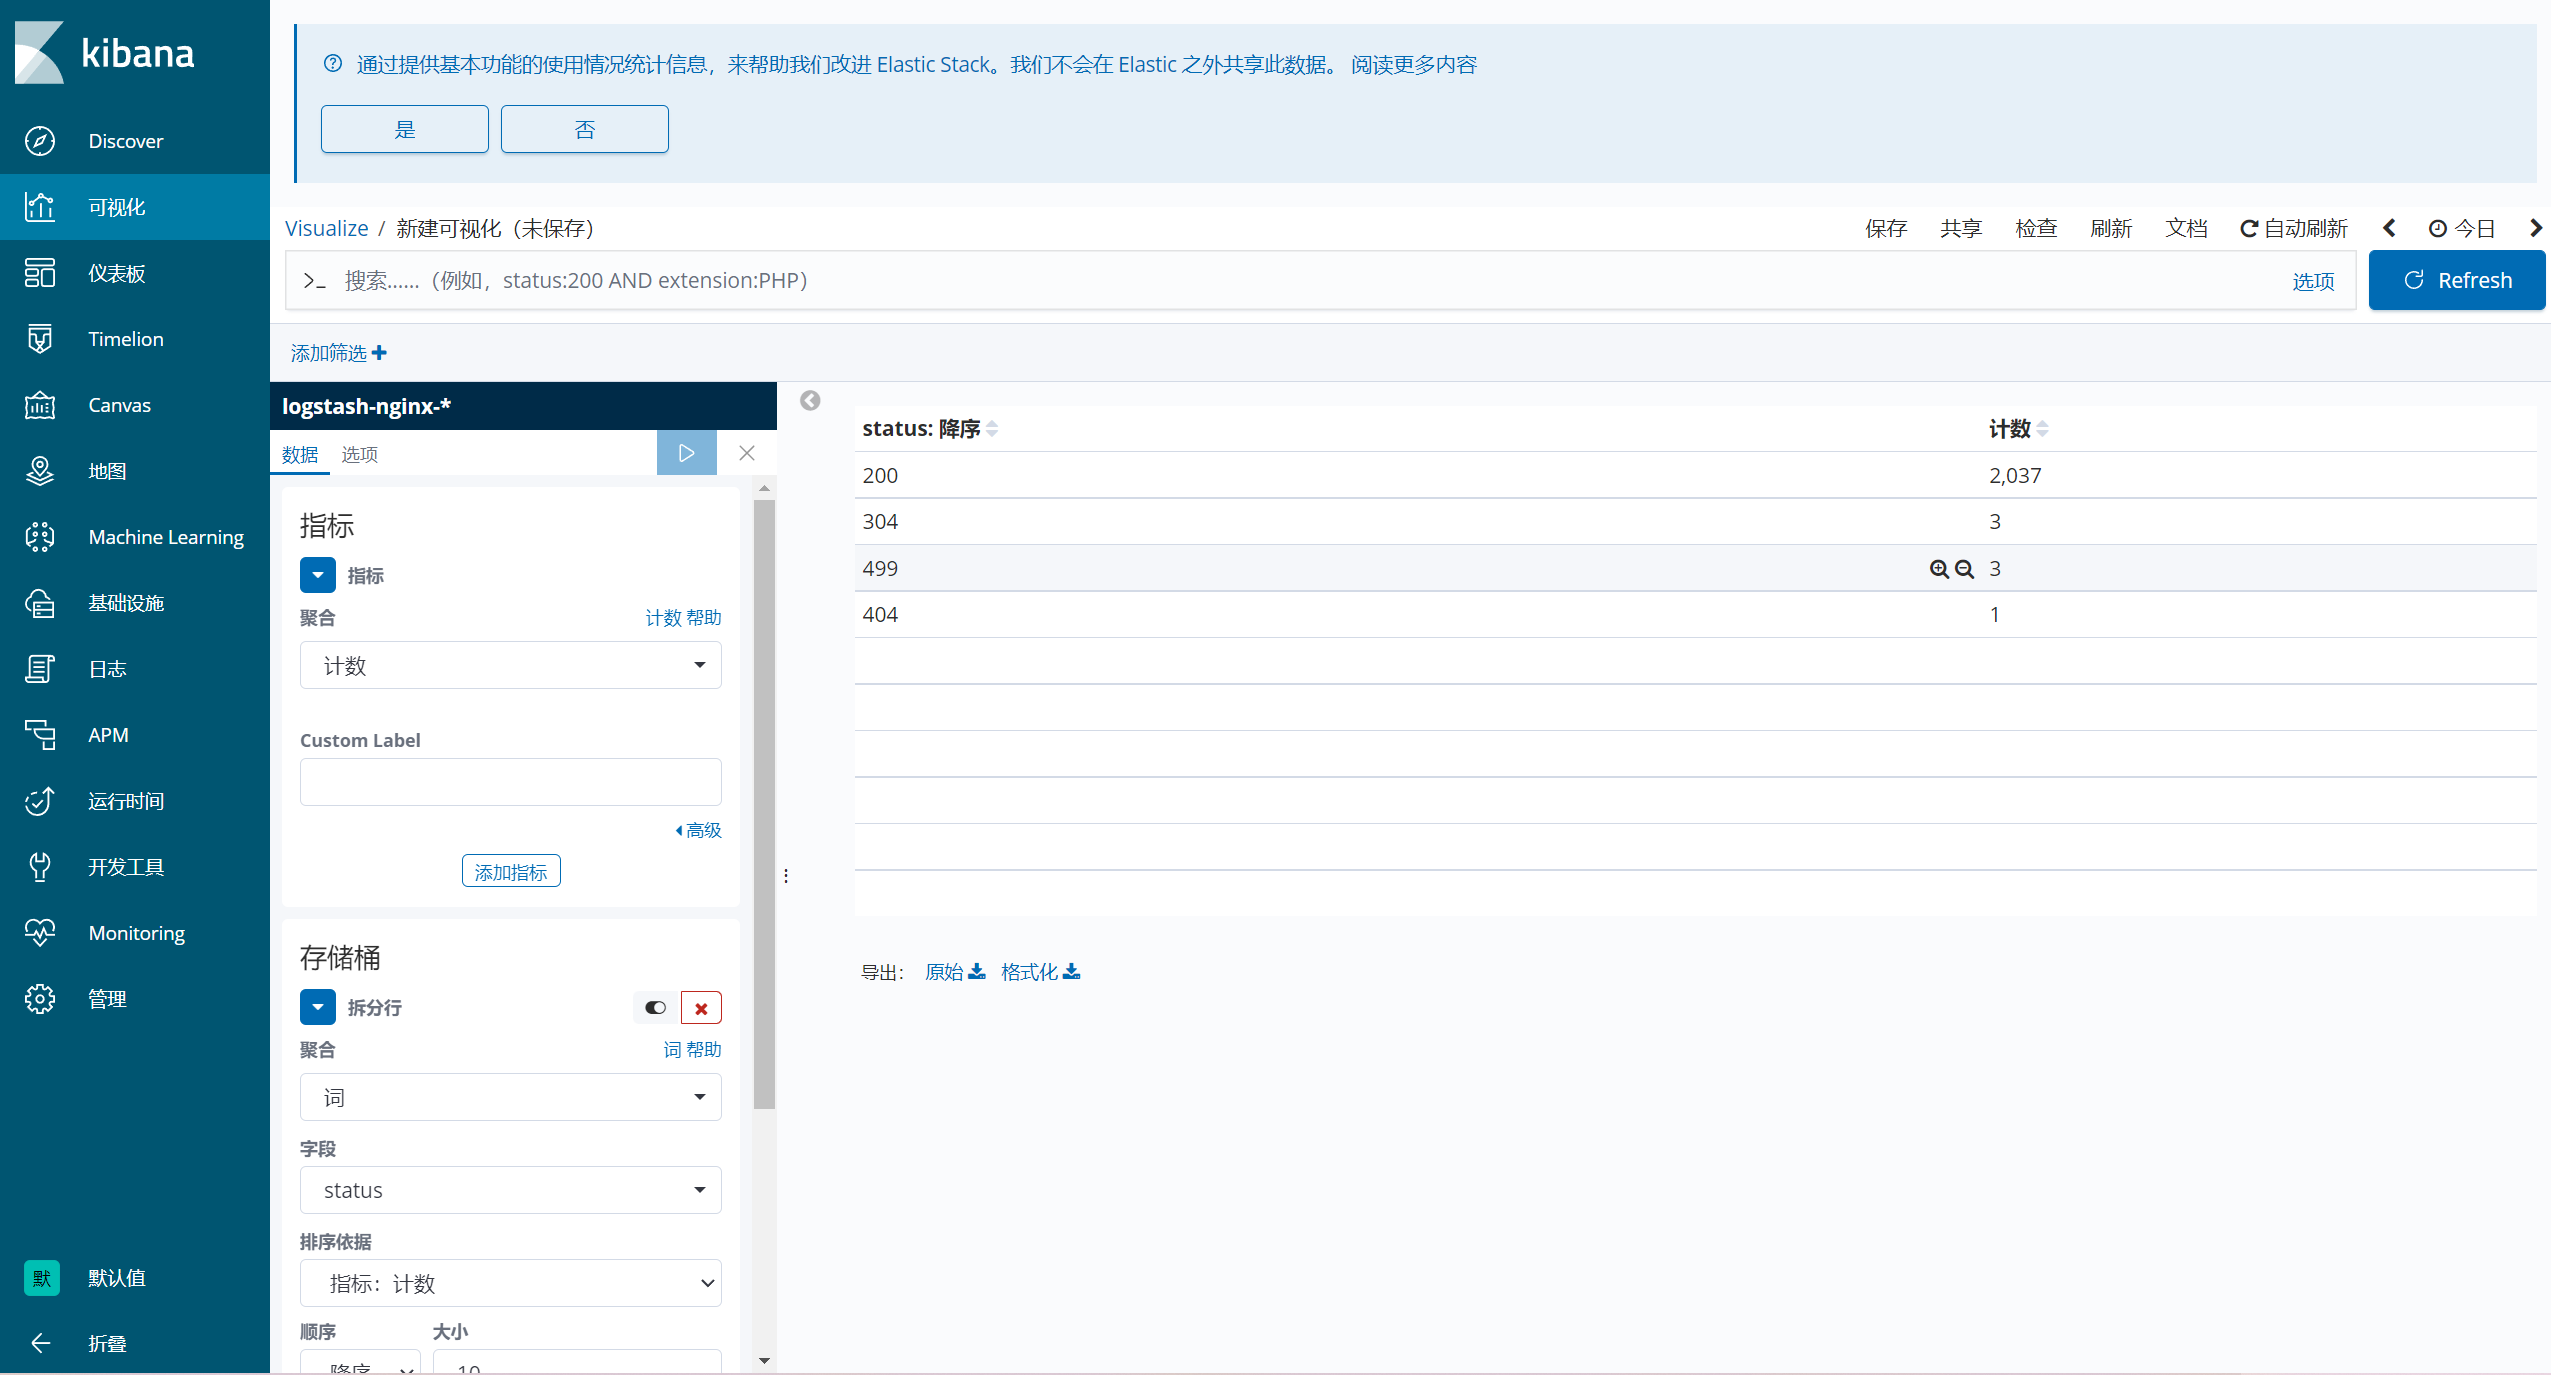 kibana
Discover
可视化
仪表板
Timelion
Canvas
地图
Machine Learning
基础设施
日志
APM
运行时间
开发工具
Monitoring
管理
默 默认值
折叠
通过提供基本功能的使用情况统计信息，来帮助我们改进 Elastic Stack。我们不会在 Elastic 之外共享此数据。 阅读更多内容
是 否
Visualize / 新建可视化（未保存） 保存 共享 检查 刷新 文档 自动刷新 今日
>_ 搜索......（例如，status:200 AND extension:PHP） 选项 Refresh
添加筛选
logstash-nginx-*
数据 选项
指标
指标
聚合 计数 帮助
计数
Custom Label
高级
添加指标
存储桶
拆分行
聚合 词 帮助
词
字段
status
排序依据
指标：计数
顺序 大小
降序 10
status: 降序 计数
200 2,037
304 3
499 3
404 1
导出： 原始 格式化